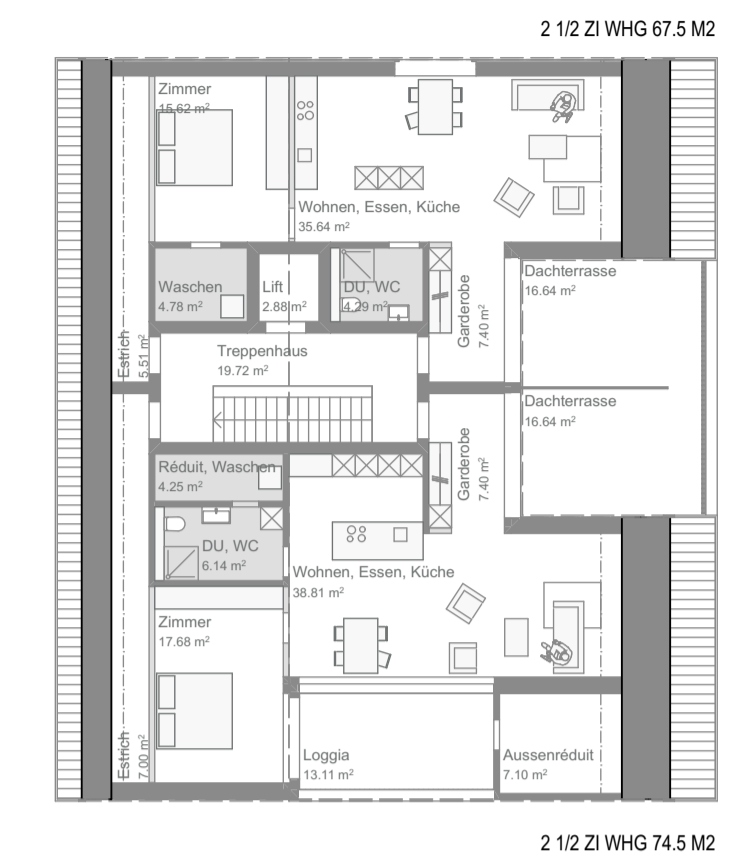 2 1/2 ZI WHG 67.5 M2
Zimmer
15.62 m²
Wohnen, Essen, Küche
35.64 m²
Waschen
4.78 m²
Lift
2.88 m²
DU, WC
4.29 m²
Garderobe
7.40 m²
Dachterrasse
16.64 m²
Estrich
5.51 m²
Treppenhaus
19.72 m²
Dachterrasse
16.64 m²
Garderobe
7.40 m²
Réduit, Waschen
4.25 m²
DU, WC
6.14 m²
Wohnen, Essen, Küche
38.81 m²
Zimmer
17.68 m²
Estrich
7.00 m²
Loggia
13.11 m²
Aussenréduit
7.10 m²
2 1/2 ZI WHG 74.5 M2